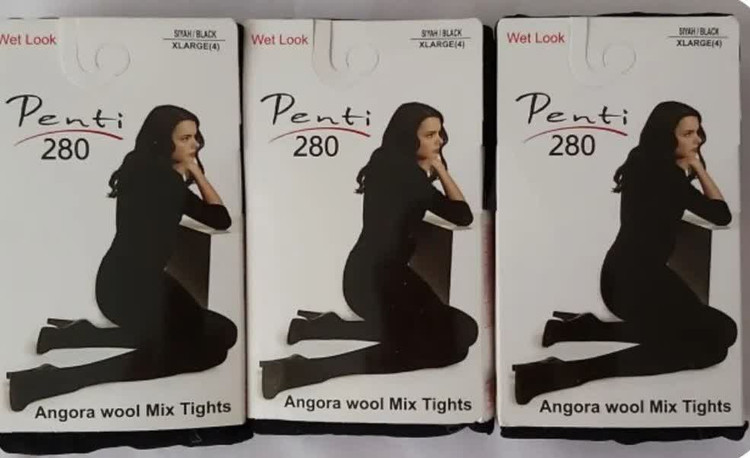 Wet Look
SIYAH / BLACK
XLARGE(4)
Penti
280
Angora wool Mix Tights
Wet Look
SIYAH / BLACK
XLARGE(4)
Penti
280
Angora wool Mix Tights
Wet Look
SIYAH / BLACK
XLARGE(4)
Penti
280
Angora wool Mix Tights